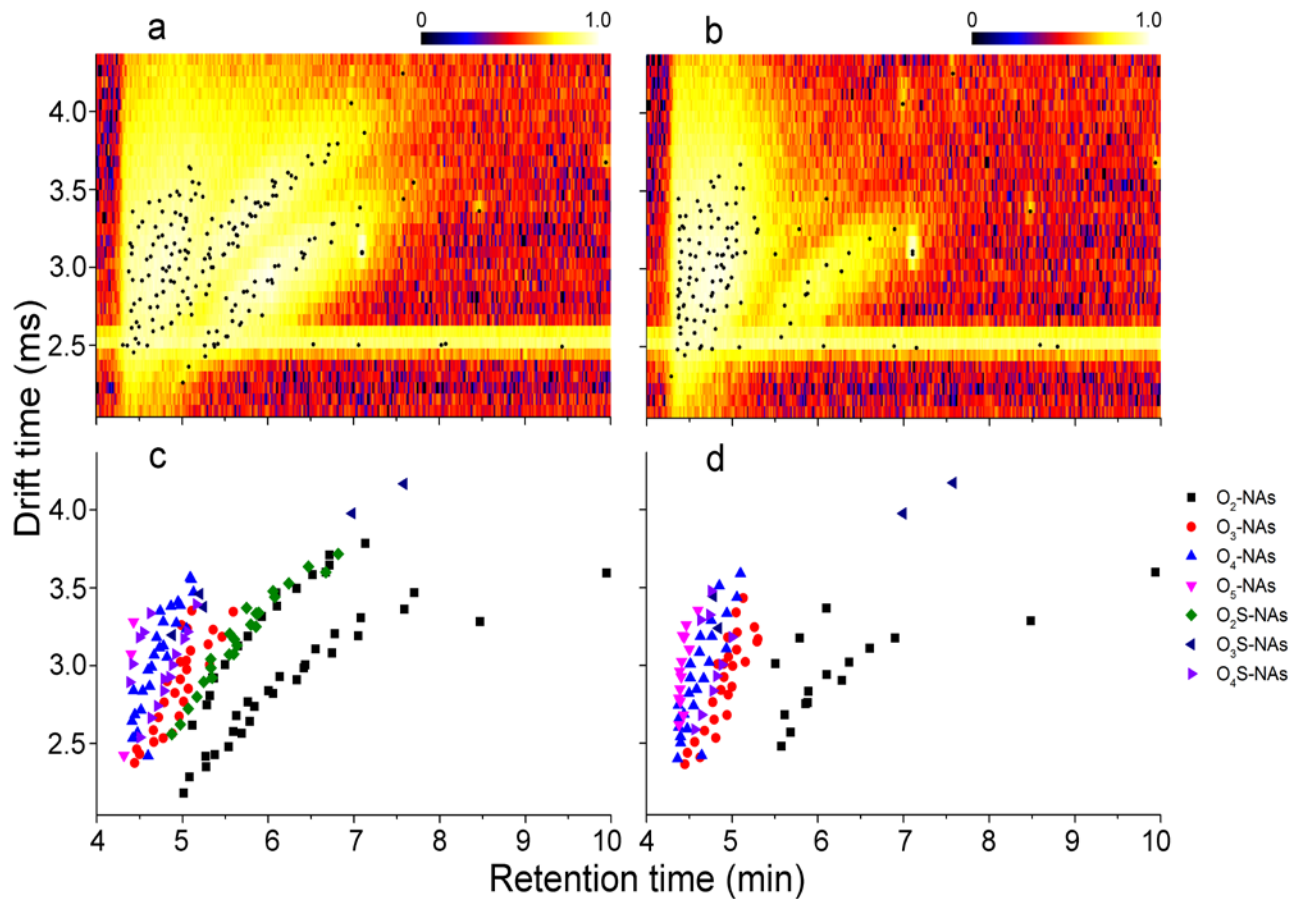 a
0 1.0
b
0 1.0
4.0
3.5
3.0
2.5
Drift time (ms)
c
d
4.0
3.5
3.0
2.5
4 5 6 7 8 9 10
4 5 6 7 8 9 10
Retention time (min)
O₂-NAs
O₃-NAs
O₄-NAs
O₅-NAs
O₂S-NAs
O₃S-NAs
O₄S-NAs